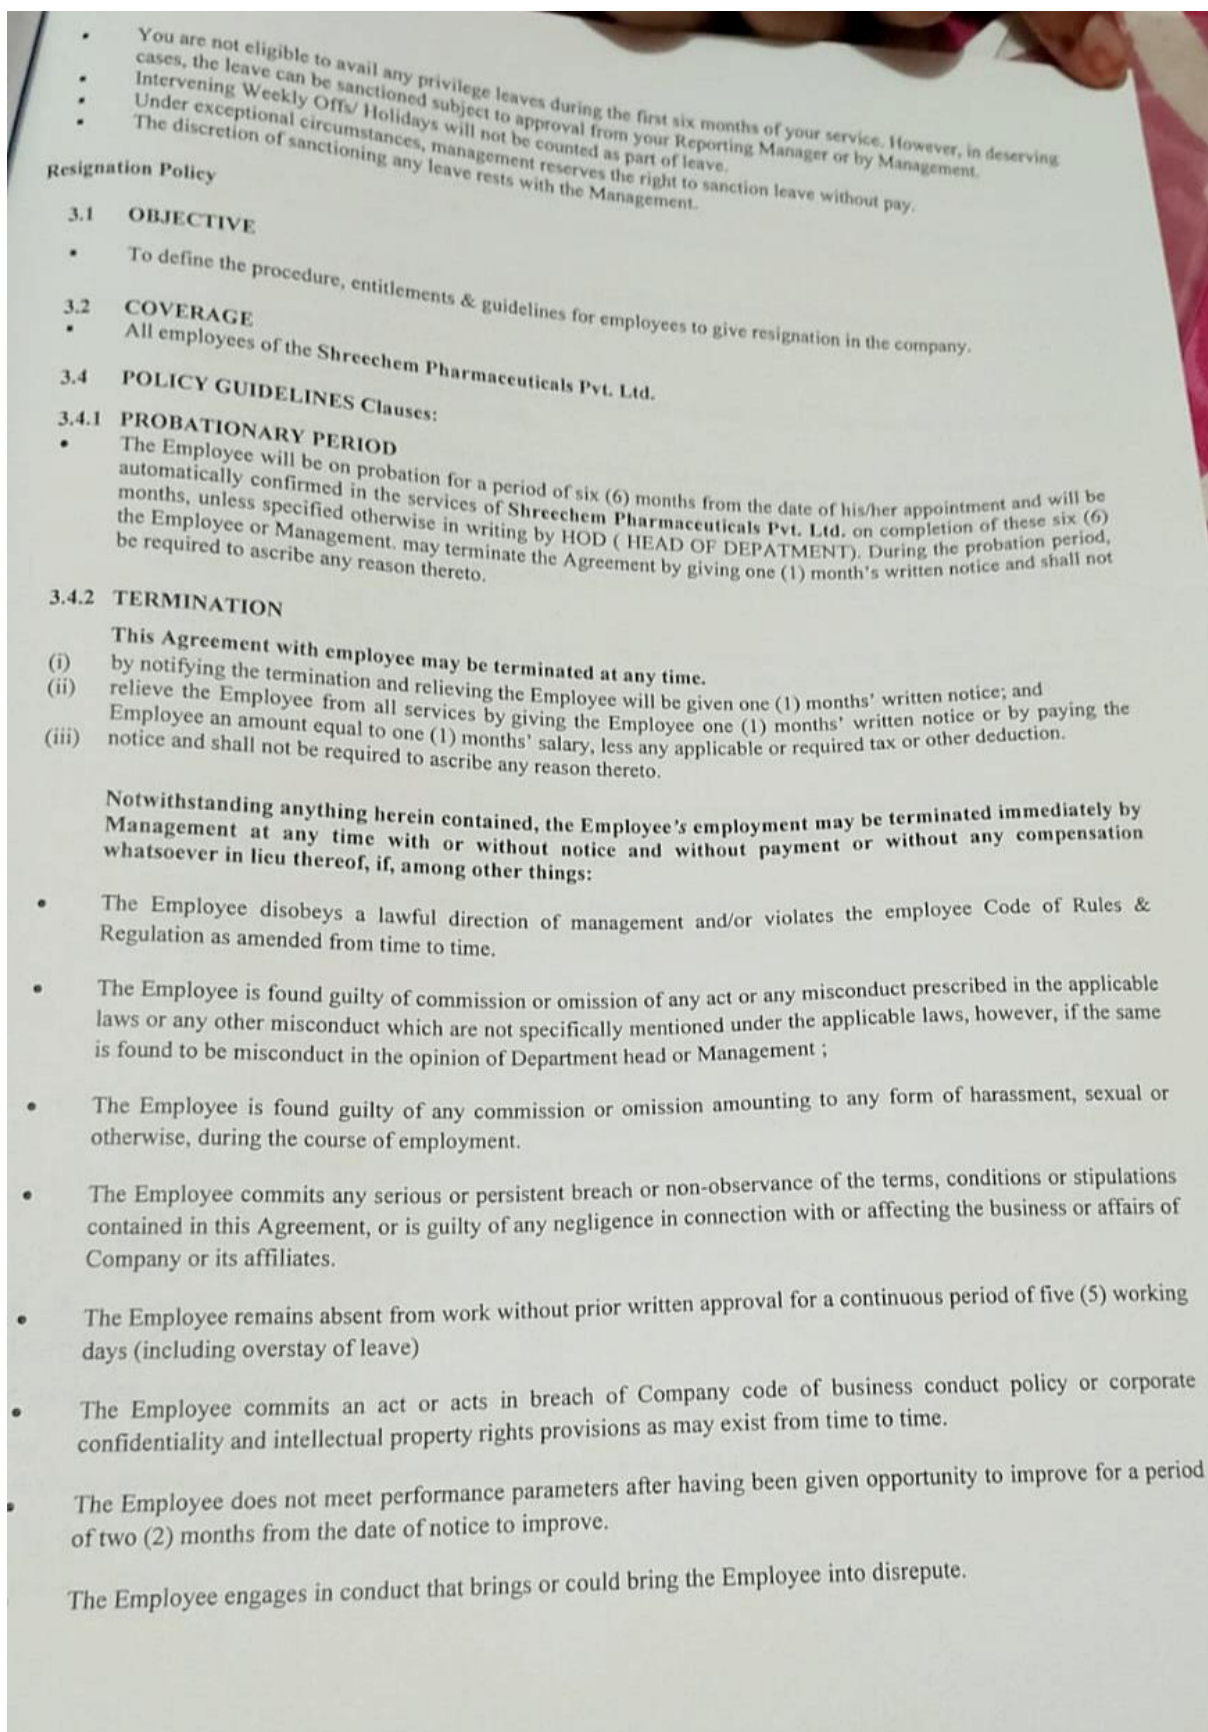 • You are not eligible to avail any privilege leaves during the first six months of your service. However, in deserving
cases, the leave can be sanctioned subject to approval from your Reporting Manager or by Management.
• Intervening Weekly Offs/ Holidays will not be counted as part of leave.
• Under exceptional circumstances, management reserves the right to sanction leave without pay.
• The discretion of sanctioning any leave rests with the Management.
Resignation Policy
3.1 OBJECTIVE
• To define the procedure, entitlements & guidelines for employees to give resignation in the company.
3.2 COVERAGE
• All employees of the Shreechem Pharmaceuticals Pvt. Ltd.
3.4 POLICY GUIDELINES Clauses:
3.4.1 PROBATIONARY PERIOD
• The Employee will be on probation for a period of six (6) months from the date of his/her appointment and will be
automatically confirmed in the services of Shreechem Pharmaceuticals Pvt. Ltd. on completion of these six (6)
months, unless specified otherwise in writing by HOD ( HEAD OF DEPATMENT). During the probation period,
the Employee or Management. may terminate the Agreement by giving one (1) month's written notice and shall not
be required to ascribe any reason thereto.
3.4.2 TERMINATION
This Agreement with employee may be terminated at any time.
(i) by notifying the termination and relieving the Employee will be given one (1) months' written notice; and
(ii) relieve the Employee from all services by giving the Employee one (1) months' written notice or by paying the
Employee an amount equal to one (1) months' salary, less any applicable or required tax or other deduction.
(iii) notice and shall not be required to ascribe any reason thereto.
Notwithstanding anything herein contained, the Employee's employment may be terminated immediately by
Management at any time with or without notice and without payment or without any compensation
whatsoever in lieu thereof, if, among other things:
• The Employee disobeys a lawful direction of management and/or violates the employee Code of Rules &
Regulation as amended from time to time.
• The Employee is found guilty of commission or omission of any act or any misconduct prescribed in the applicable
laws or any other misconduct which are not specifically mentioned under the applicable laws, however, if the same
is found to be misconduct in the opinion of Department head or Management ;
• The Employee is found guilty of any commission or omission amounting to any form of harassment, sexual or
otherwise, during the course of employment.
• The Employee commits any serious or persistent breach or non-observance of the terms, conditions or stipulations
contained in this Agreement, or is guilty of any negligence in connection with or affecting the business or affairs of
Company or its affiliates.
• The Employee remains absent from work without prior written approval for a continuous period of five (5) working
days (including overstay of leave)
• The Employee commits an act or acts in breach of Company code of business conduct policy or corporate
confidentiality and intellectual property rights provisions as may exist from time to time.
• The Employee does not meet performance parameters after having been given opportunity to improve for a period
of two (2) months from the date of notice to improve.
The Employee engages in conduct that brings or could bring the Employee into disrepute.